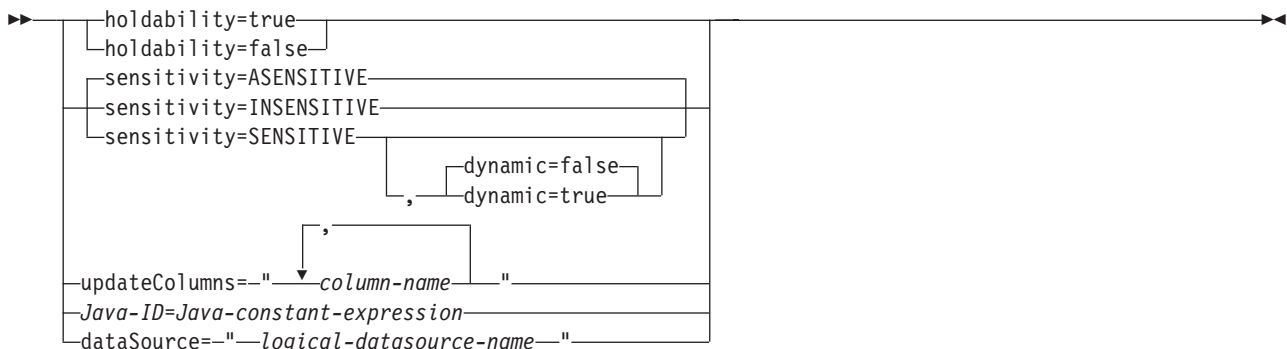 holdability=true
holdability=false
sensitivity=ASENSITIVE
sensitivity=INSENSITIVE
sensitivity=SENSITIVE
dynamic=false
, dynamic=true
,
updateColumns= " column-name "
Java-ID=Java-constant-expression
dataSource= " logical-datasource-name "